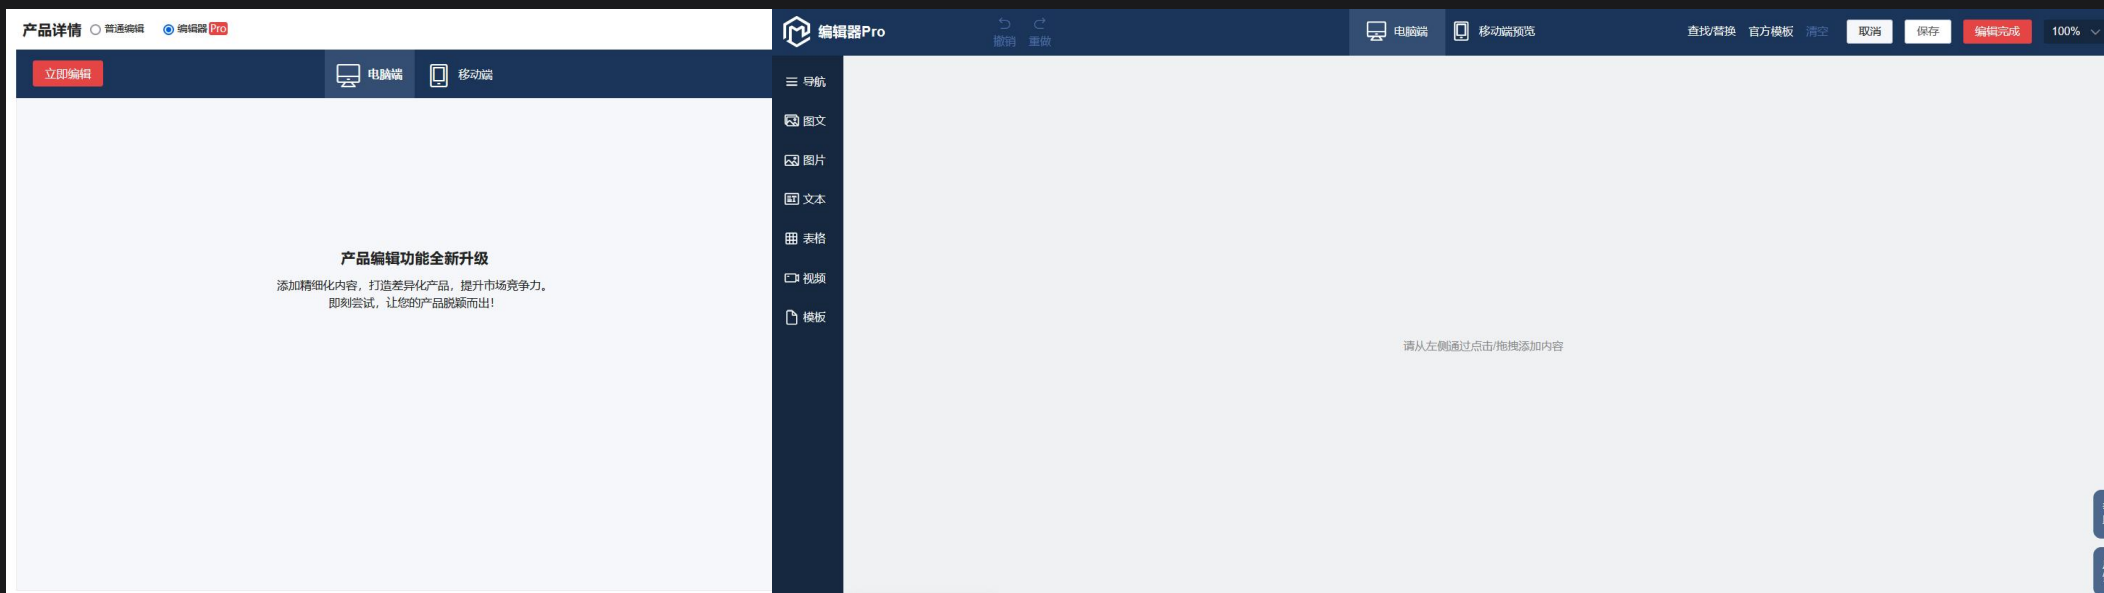 产品详情 普通编辑 编辑器 Pro
立即编辑 电脑端 移动端
产品编辑功能全新升级
添加精细化内容，打造差异化产品，提升市场竞争力。
即刻尝试，让您的产品脱颖而出！
编辑器Pro 撤销 重做 电脑端 移动端预览 查找/替换 官方模板 清空 取消 保存 编辑完成 100%
导航
图文
图片
文本
表格
视频
模板
请从左侧通过点击/拖拽添加内容